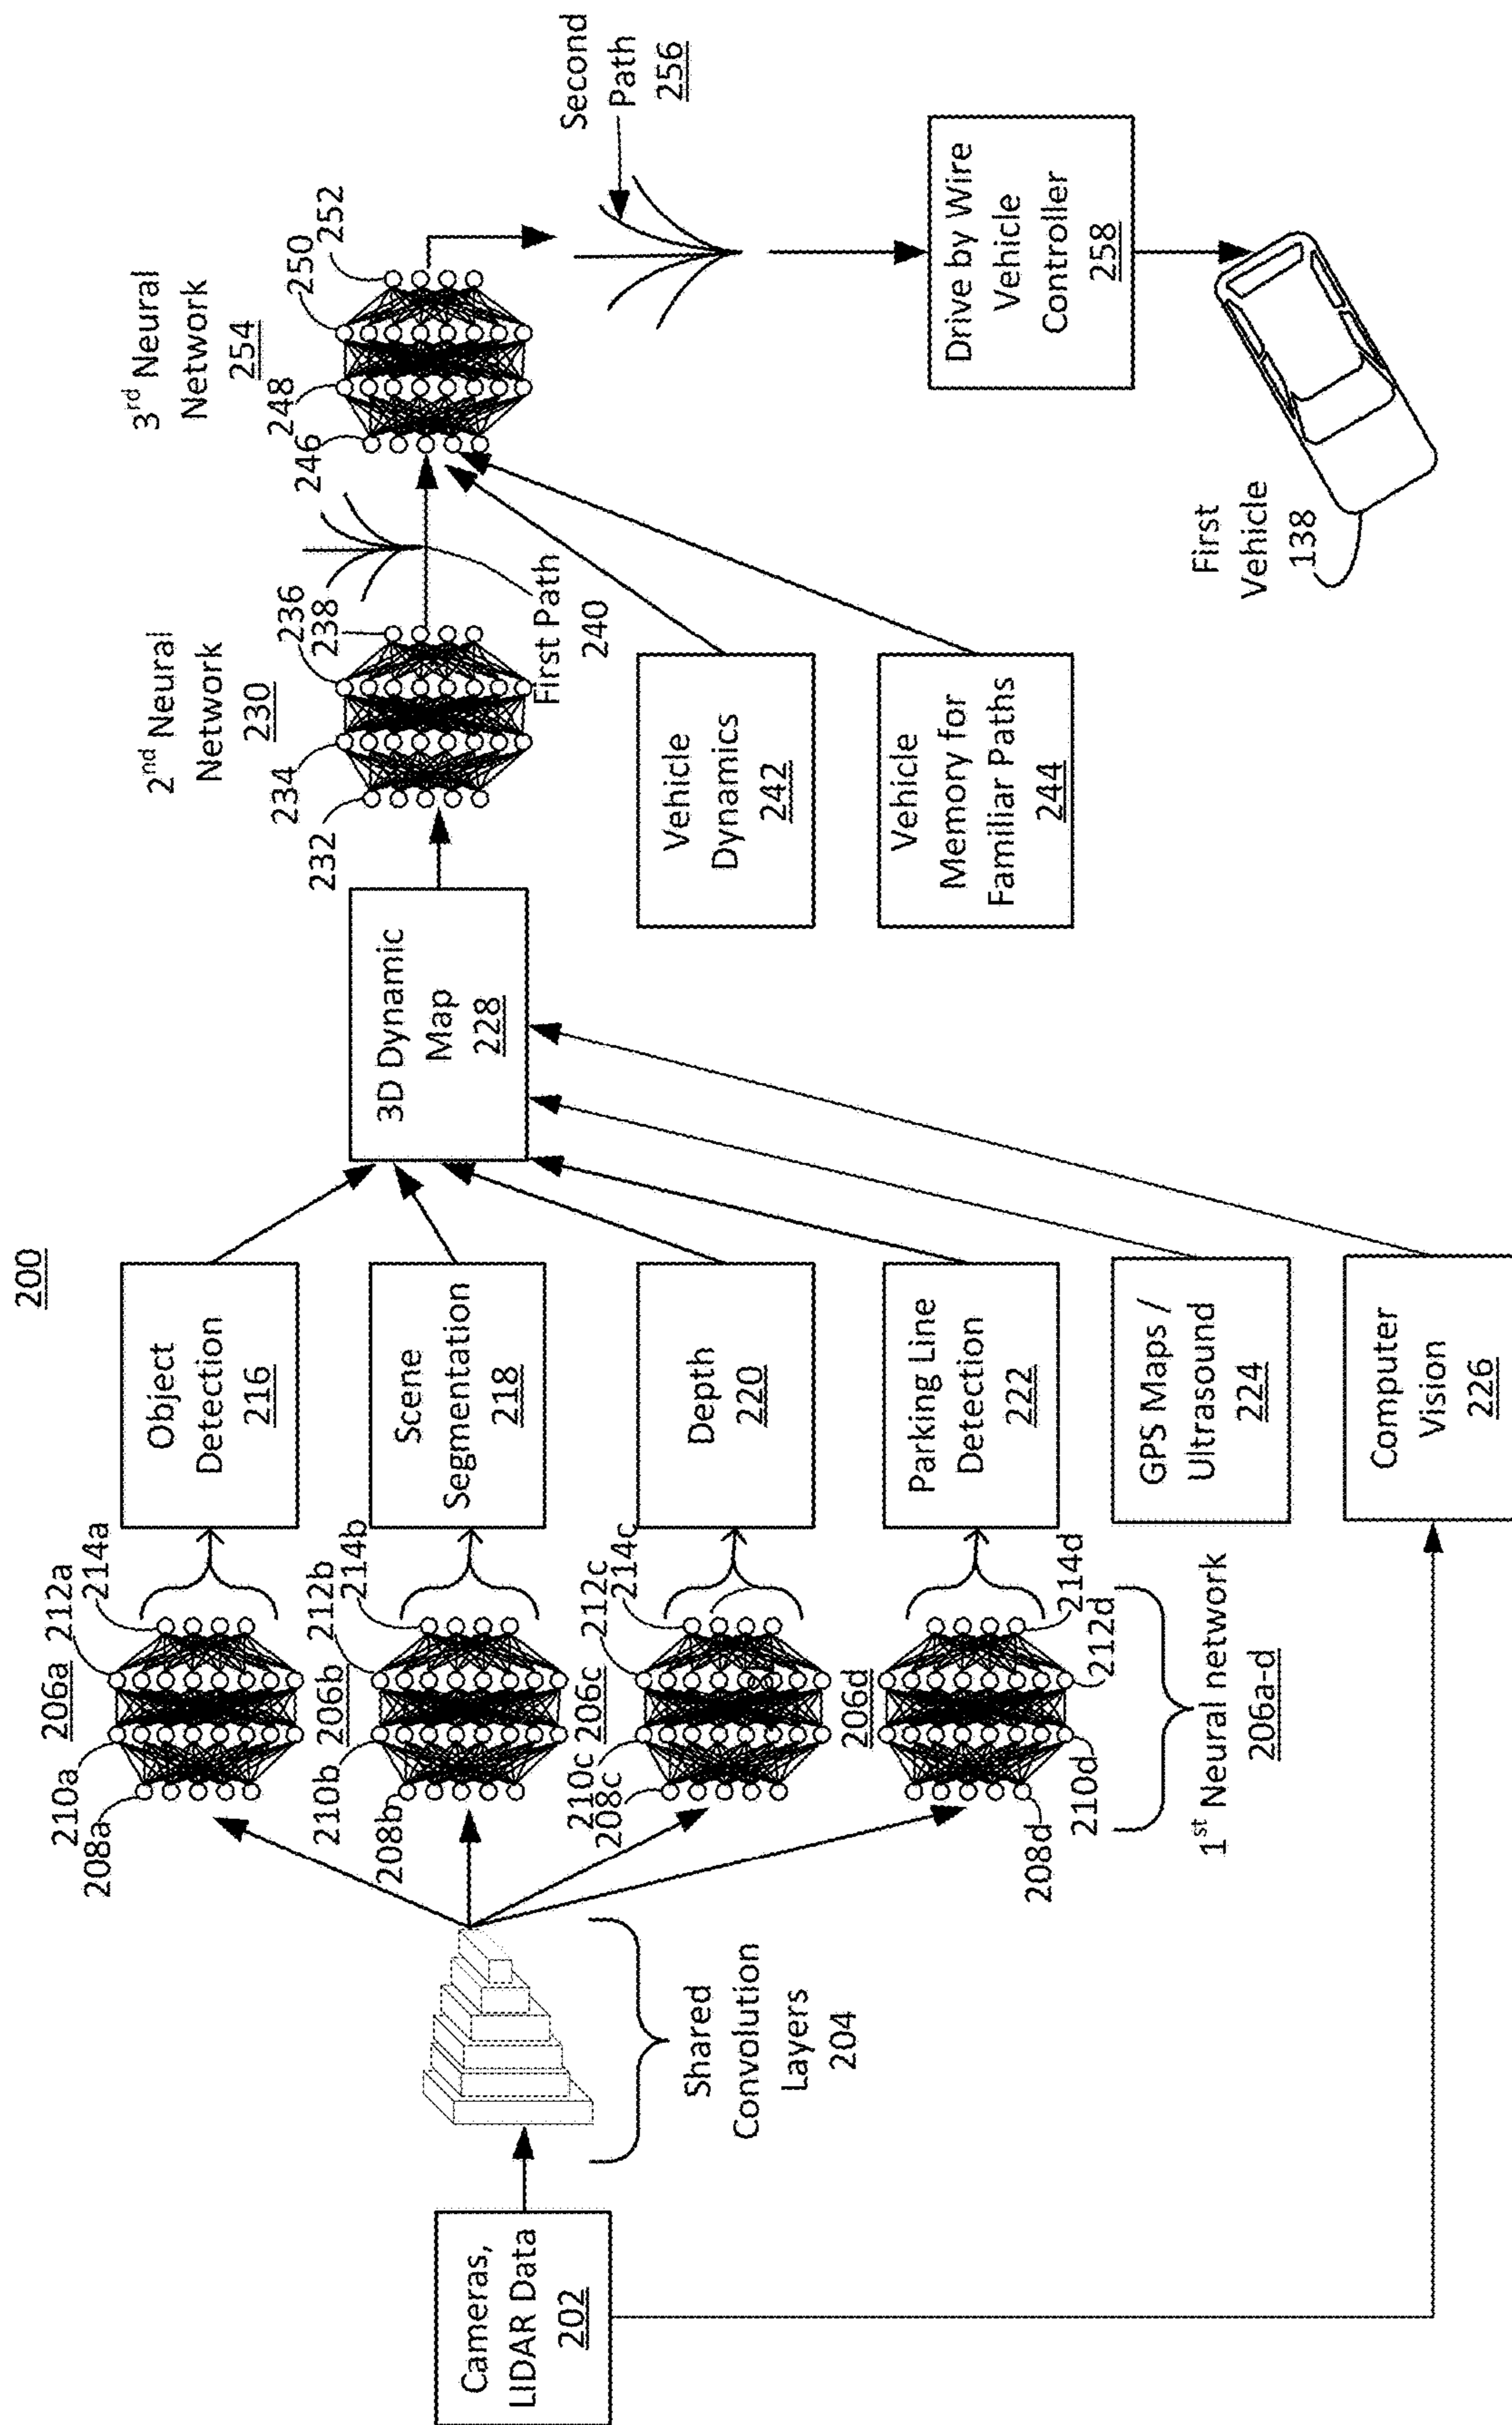 200
Cameras,
LIDAR Data
202
Shared
Convolution
Layers
204
206a
210a
208a
212a
214a
206b
210b
208b
212b
214b
206c
210c
208c
212c
214c
206d
208d
210d
212d
214d
1st Neural network
206a-d
Object
Detection
216
Scene
Segmentation
218
Depth
220
Parking Line
Detection
222
GPS Maps /
Ultrasound
224
Computer
Vision
226
3D Dynamic
Map
228
2nd Neural
Network
230
232
234
236
238
First Path
240
Vehicle
Dynamics
242
Vehicle
Memory for
Familiar Paths
244
3rd Neural
Network
254
246
248
250
252
Second
Path
256
Drive by Wire
Vehicle
Controller
258
First
Vehicle
138